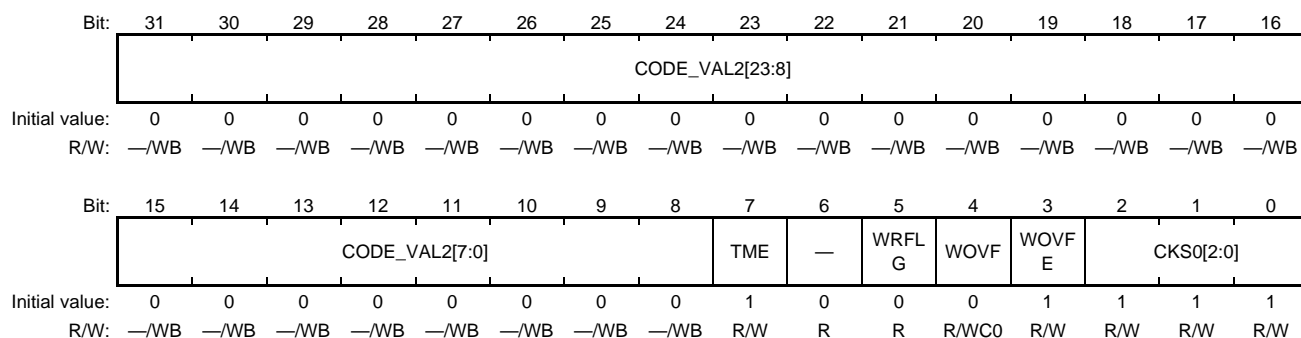 Bit: 31 30 29 28 27 26 25 24 23 22 21 20 19 18 17 16
CODE_VAL2[23:8]
Initial value: 0 0 0 0 0 0 0 0 0 0 0 0 0 0 0 0
R/W: —/WB —/WB —/WB —/WB —/WB —/WB —/WB —/WB —/WB —/WB —/WB —/WB —/WB —/WB —/WB —/WB
Bit: 15 14 13 12 11 10 9 8 7 6 5 4 3 2 1 0
CODE_VAL2[7:0] TME — WRFL WOVF WOVF CKS0[2:0]
G E
Initial value: 0 0 0 0 0 0 0 0 1 0 0 0 1 1 1 1
R/W: —/WB —/WB —/WB —/WB —/WB —/WB —/WB —/WB R/W R R R/WC0 R/W R/W R/W R/W